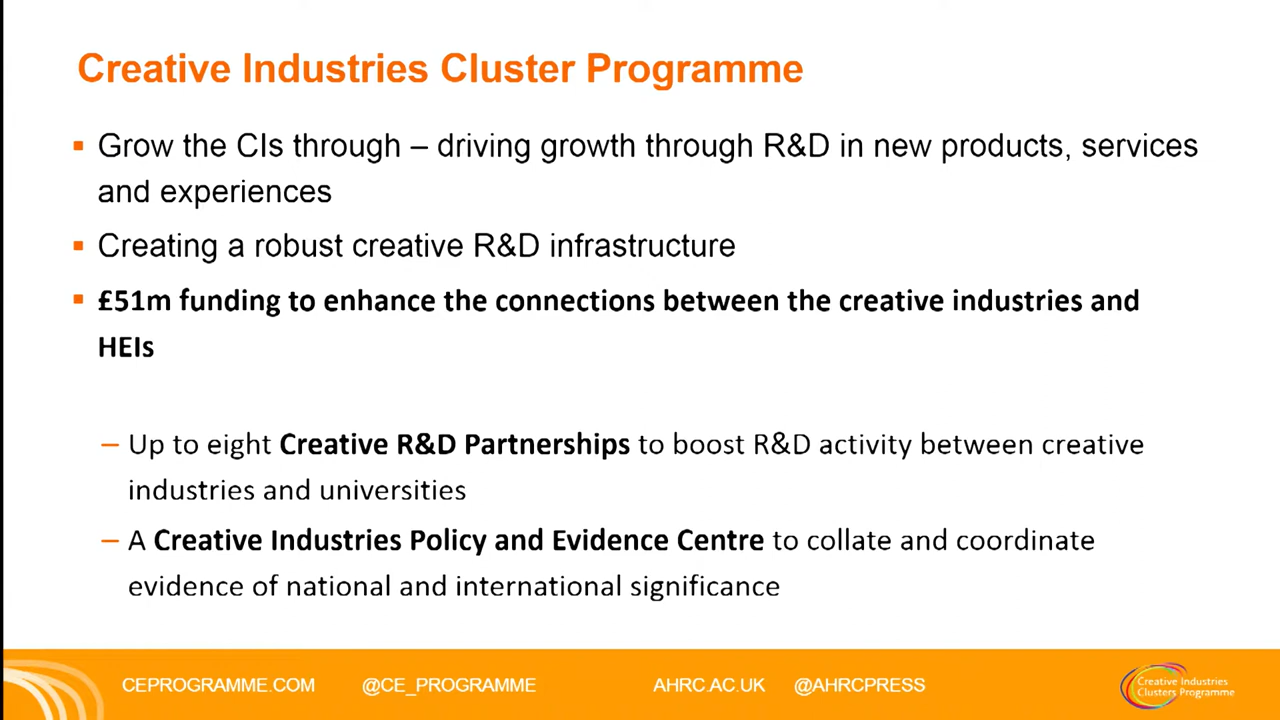 Creative Industries Cluster Programme
Grow the CIs through – driving growth through R&D in new products, services
and experiences
Creating a robust creative R&D infrastructure
£51m funding to enhance the connections between the creative industries and
HEIs
– Up to eight Creative R&D Partnerships to boost R&D activity between creative
industries and universities
– A Creative Industries Policy and Evidence Centre to collate and coordinate
evidence of national and international significance
CEPROGRAMME.COM @CE_PROGRAMME AHRC.AC.UK @AHRCPRESS
Creative Industries
Clusters Programme